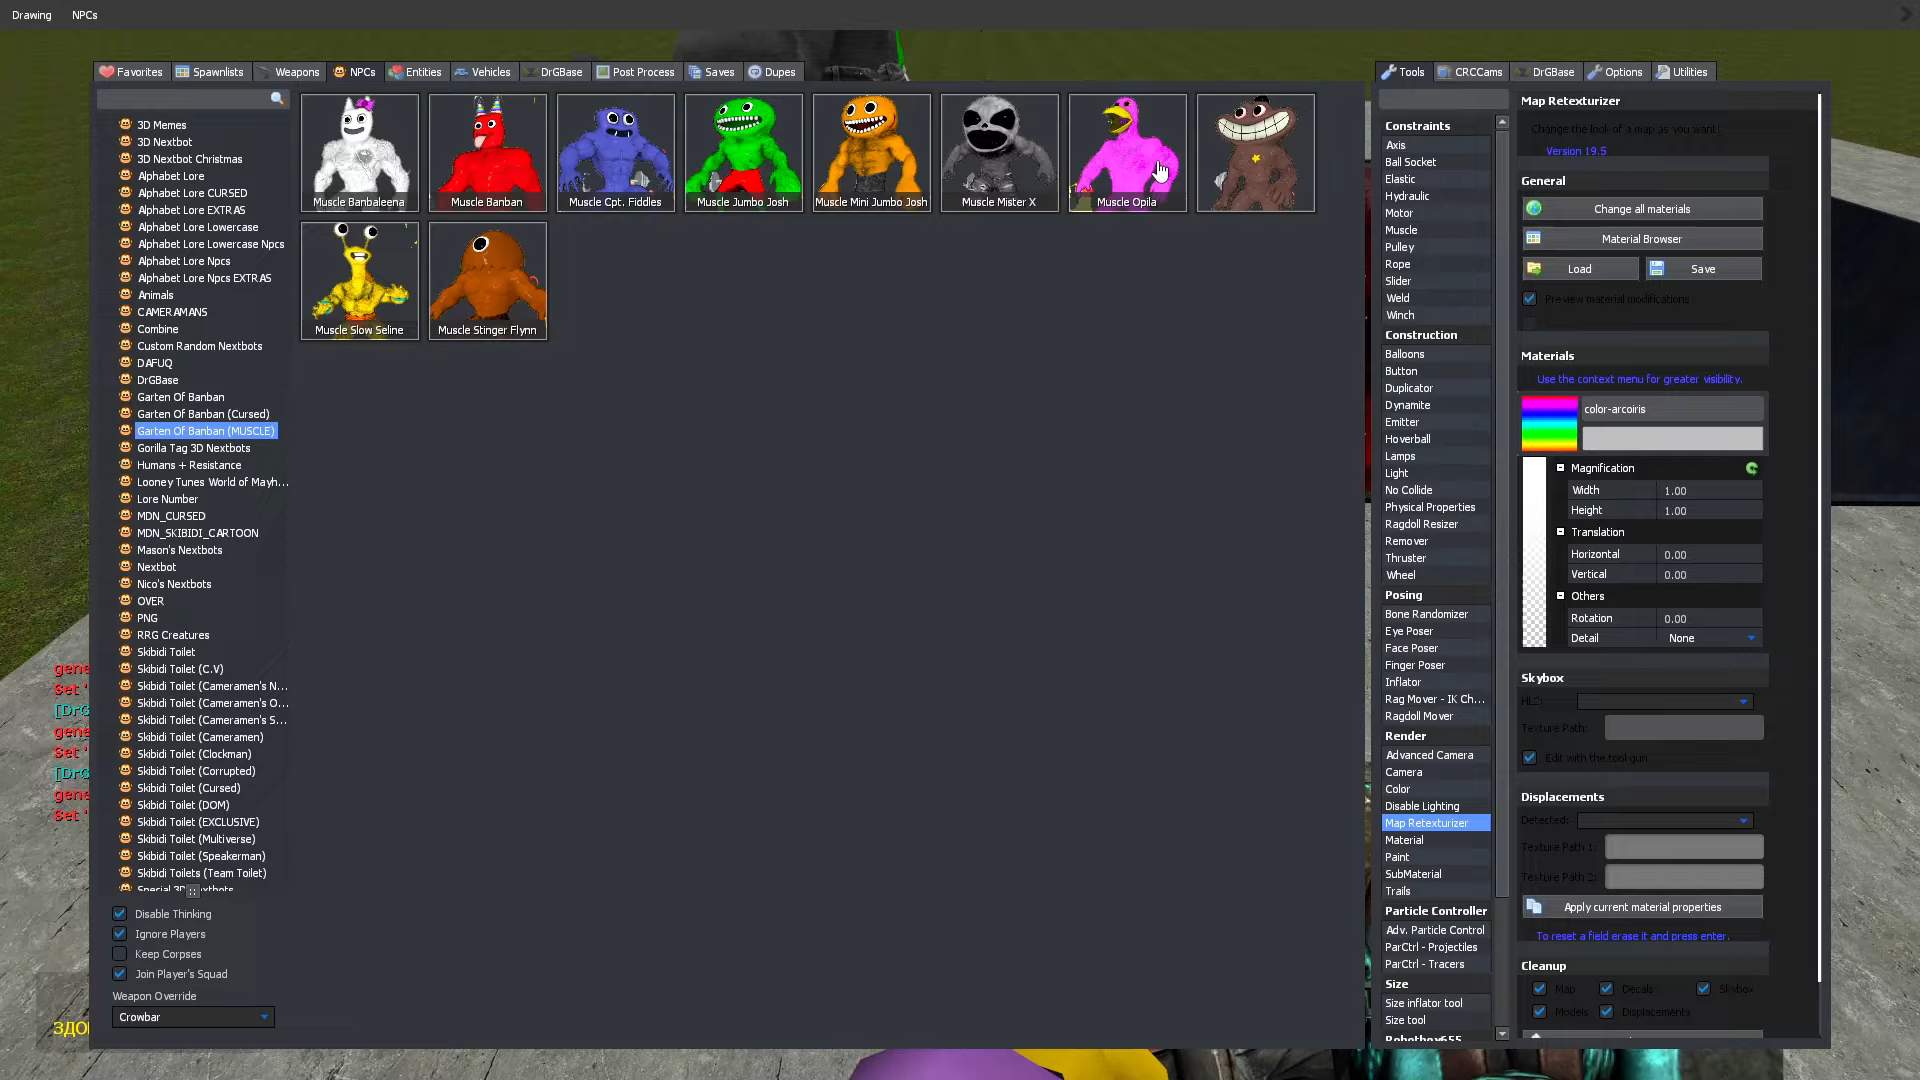 Drawing NPCs
Favorites Spawnlists Weapons NPCs Entities Vehicles DrGBase Post Process Saves Dupes
3D Memes
3D Nextbot
3D Nextbot Christmas
Alphabet Lore
Alphabet Lore CURSED
Alphabet Lore EXTRAS
Alphabet Lore Lowercase
Alphabet Lore Lowercase Npcs
Alphabet Lore Npcs
Alphabet Lore Npcs EXTRAS
Animals
CAMERAMANS
Combine
Custom Random Nextbots
DAFUQ
DrGBase
Garten Of Banban
Garten Of Banban (Cursed)
Garten Of Banban (MUSCLE)
Gorilla Tag 3D Nextbots
Humans + Resistance
Looney Tunes World of Mayh...
Lore Number
MDN_CURSED
MDN_SKIBIDI_CARTOON
Mason's Nextbots
Nextbot
Nico's Nextbots
OVER
PNG
RRG Creatures
Skibidi Toilet
Skibidi Toilet (C.V)
Skibidi Toilet (Cameramen's N...
Skibidi Toilet (Cameramen's O...
Skibidi Toilet (Cameramen's S...
Skibidi Toilet (Cameramen)
Skibidi Toilet (Clockman)
Skibidi Toilet (Corrupted)
Skibidi Toilet (Cursed)
Skibidi Toilet (DOM)
Skibidi Toilet (EXCLUSIVE)
Skibidi Toilet (Multiverse)
Skibidi Toilet (Speakerman)
Skibidi Toilets (Team Toilet)
Disable Thinking
Ignore Players
Keep Corpses
Join Player's Squad
Weapon Override
Crowbar
Muscle Banbaleena Muscle Banban Muscle Cpt. Fiddles Muscle Jumbo Josh Muscle Mini Jumbo Josh Muscle Mister X Muscle Opila
Muscle Slow Seline Muscle Stinger Flynn
Tools CRCCams DrGBase Options Utilities
Constraints
Axis
Ball Socket
Elastic
Hydraulic
Motor
Muscle
Pulley
Rope
Slider
Weld
Winch
Construction
Balloons
Button
Duplicator
Dynamite
Emitter
Hoverball
Lamps
Light
No Collide
Physical Properties
Ragdoll Resizer
Remover
Thruster
Wheel
Posing
Bone Randomizer
Eye Poser
Face Poser
Finger Poser
Inflator
Rag Mover - IK Ch...
Ragdoll Mover
Render
Advanced Camera
Camera
Color
Disable Lighting
Map Retexturizer
Material
Paint
SubMaterial
Trails
Particle Controller
Adv. Particle Control
ParCtrl - Projectiles
ParCtrl - Tracers
Size
Size inflator tool
Size tool
Robotboy655
Map Retexturizer
Change the look of a map as you want!
Version 19.5
General
Change all materials
Material Browser
Load Save
Preview material modifications
Materials
Use the context menu for greater visibility.
color-arcoiris
Magnification
Width 1.00
Height 1.00
Translation
Horizontal 0.00
Vertical 0.00
Others
Rotation 0.00
Detail None
Skybox
HL2:
Texture Path:
Edit with the tool gun
Displacements
Detected:
Texture Path 1:
Texture Path 2:
Apply current material properties
To reset a field erase it and press enter.
Cleanup
Map Decals Skybox
Models Displacements
gene
Set '
[DrG
gene
Set '
[DrG
gene
Set '